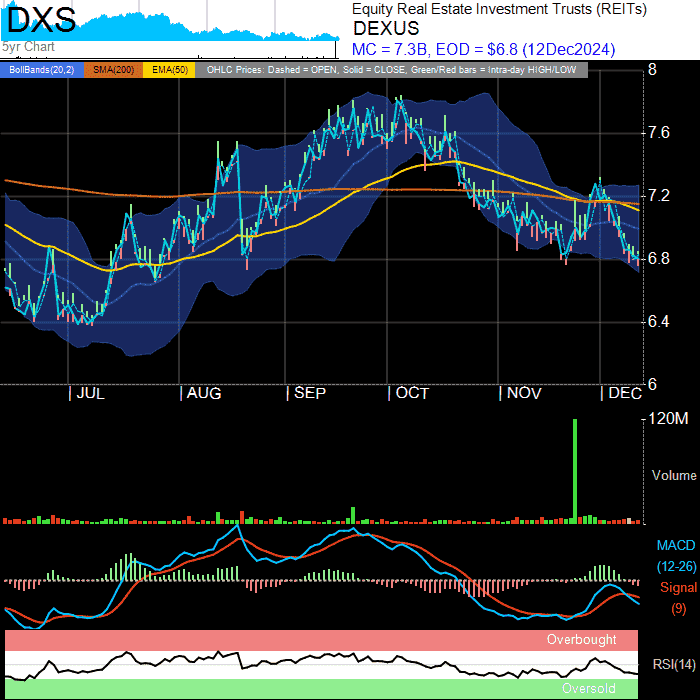 DXS
5yr Chart
Equity Real Estate Investment Trusts (REITs)
DEXUS
MC = 7.3B, EOD = $6.8 (12Dec2024)
BollBands(20,2) SMA(200) EMA(50) OHLC Prices: Dashed = OPEN, Solid = CLOSE, Green/Red bars = Intra-day HIGH/LOW
8
7.6
7.2
6.8
6.4
6
JUL AUG SEP OCT NOV DEC
120M
Volume
MACD
(12-26)
Signal
(9)
Overbought
RSI(14)
Oversold